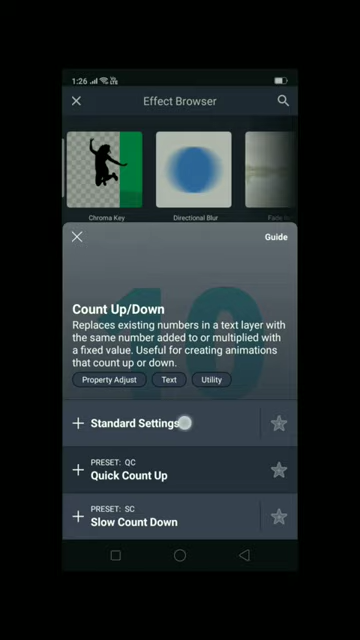 1:26
Effect Browser
Chroma Key
Directional Blur
Guide
10
Count Up/Down
Replaces existing numbers in a text layer with
the same number added to or multiplied with
a fixed value. Useful for creating animations
that count up or down.
Property Adjust
Text
Utility
Standard Settings
PRESET: QC
Quick Count Up
PRESET: SC
Slow Count Down